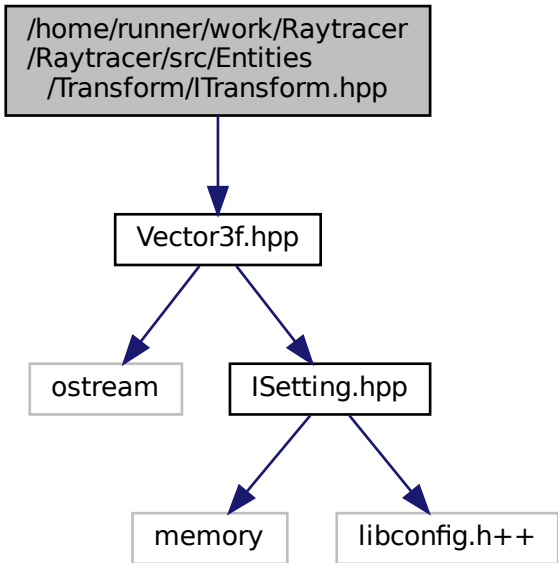 /home/runner/work/Raytracer
/Raytracer/src/Entities
/Transform/ITransform.hpp
Vector3f.hpp
ostream
ISetting.hpp
memory
libconfig.h++